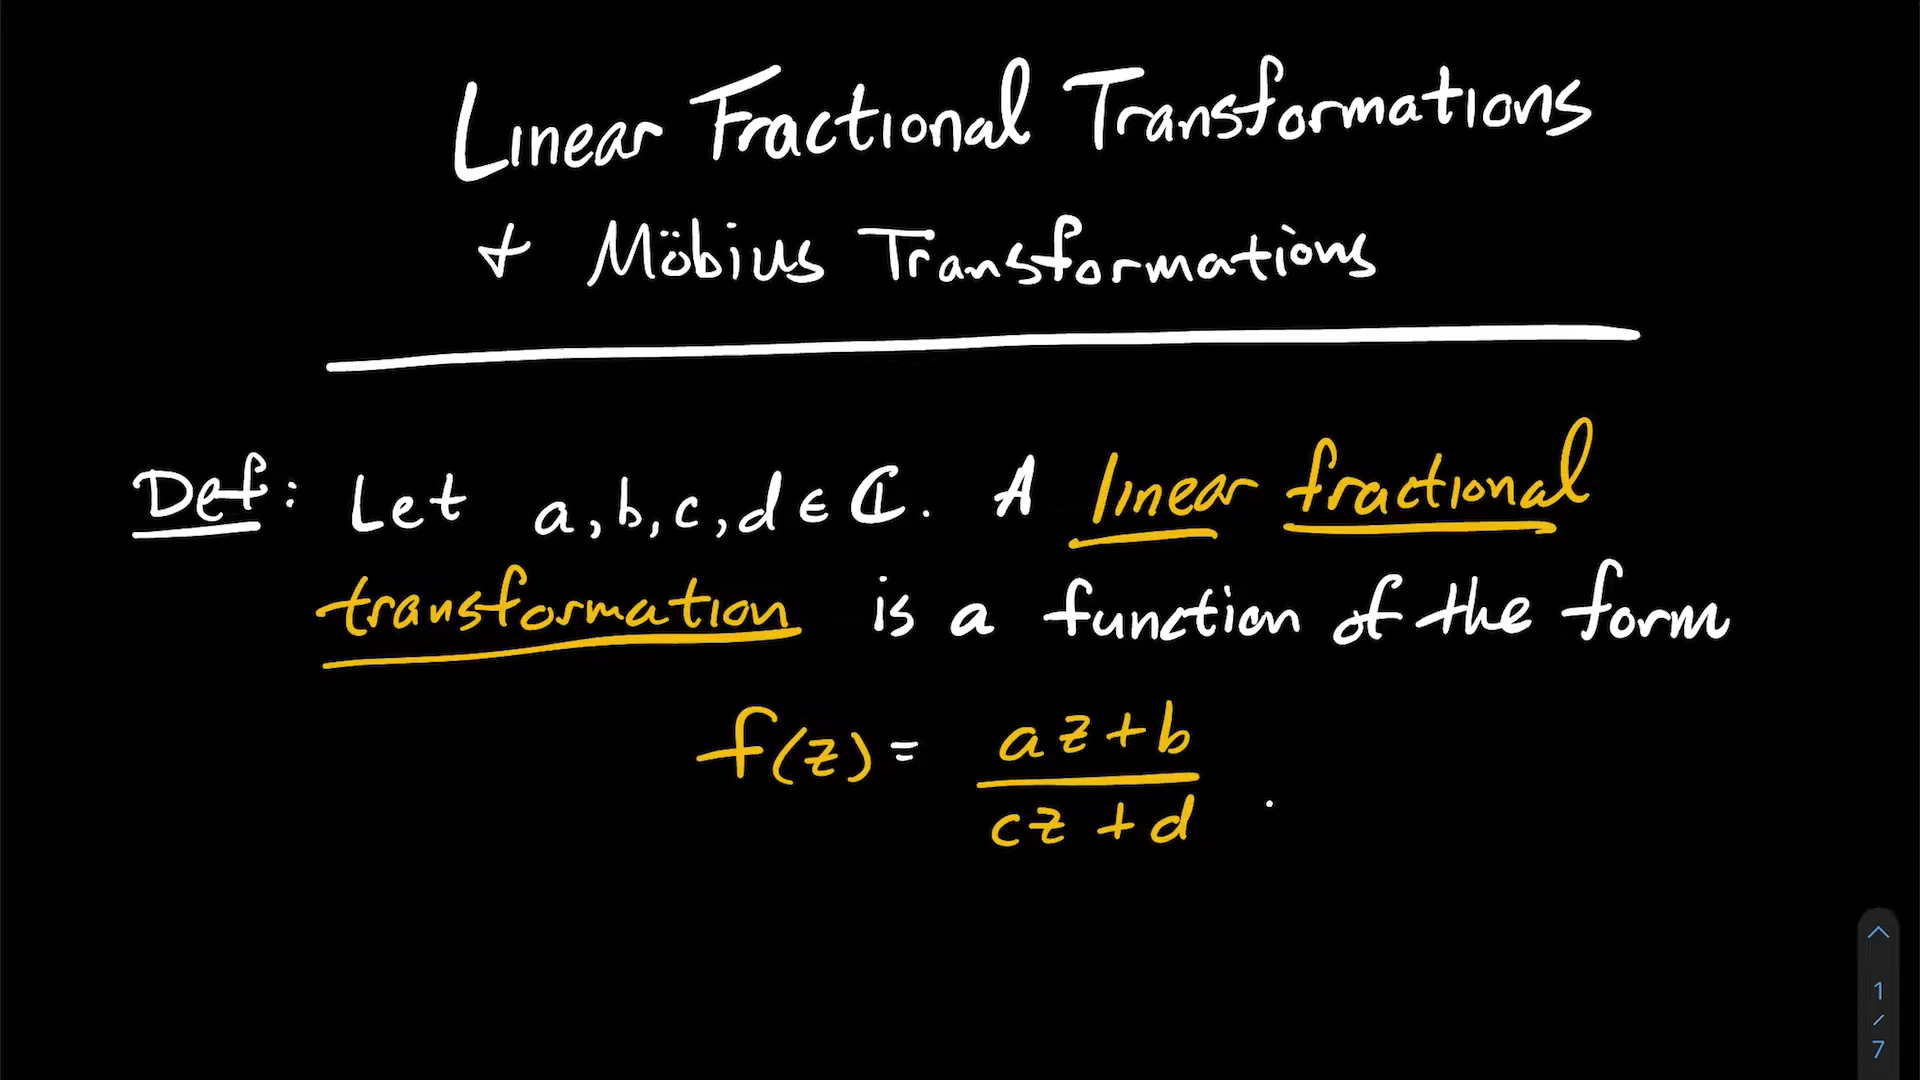 Linear Fractional Transformations
+ Möbius Transformations
Def: Let a, b, c, d ∈ ℂ. A linear fractional
transformation is a function of the form
f(z) = (az + b)/(cz + d).
1
/
7